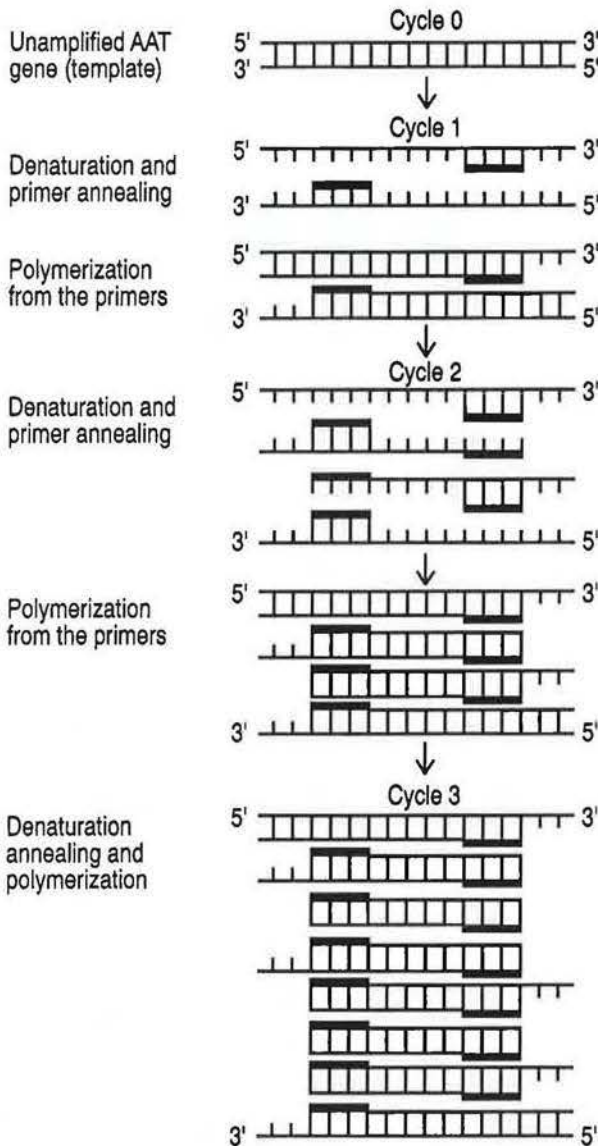 Cycle 0
Unamplified AAT
gene (template)
5' 3'
3' 5'
Cycle 1
Denaturation and
primer annealing
5' 3'
3' 5'
Polymerization
from the primers
5'
3' 5'
Cycle 2
Denaturation and
primer annealing
5' 3'
3' 5'
Polymerization
from the primers
5' 3'
3' 5'
Cycle 3
Denaturation
annealing and
polymerization
5' 3'
3' 5'